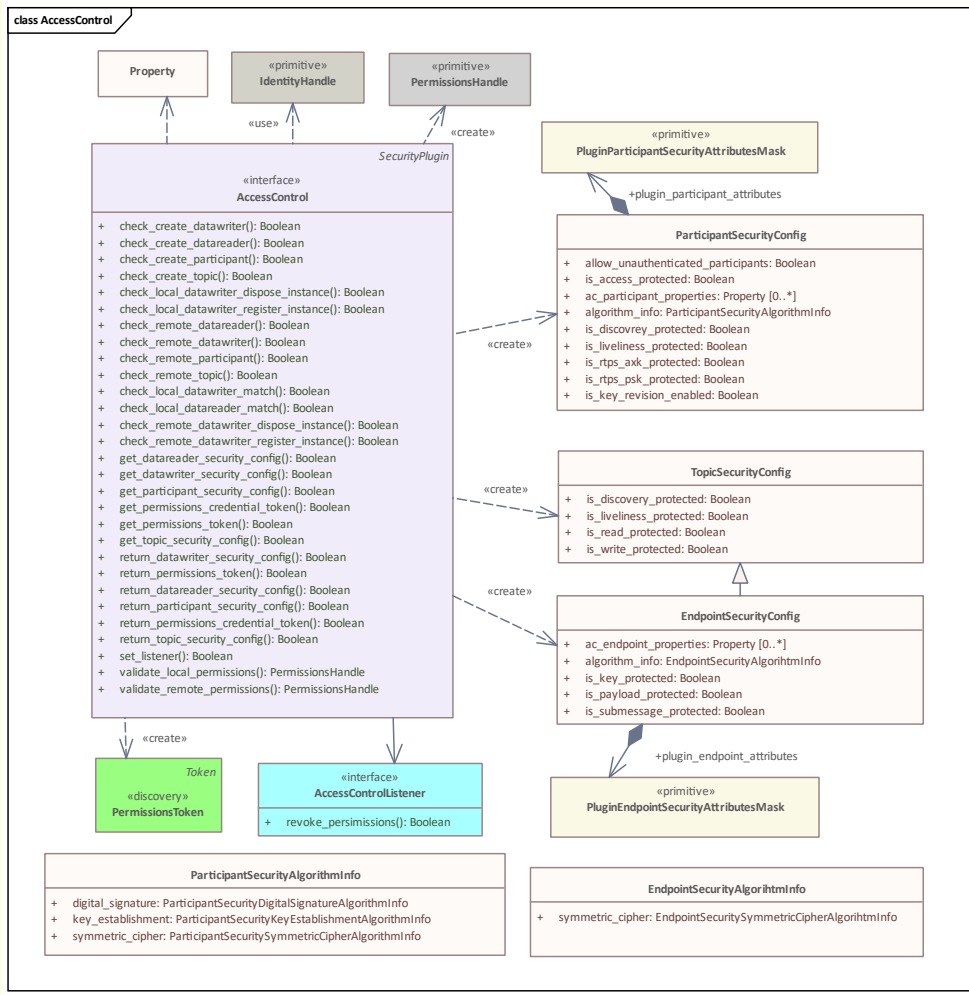 class AccessControl
Property
«primitive»
IdentityHandle
«primitive»
PermissionsHandle
«use»
«create»
«primitive»
PluginParticipantSecurityAttributesMask
+plugin_participant_attributes
SecurityPlugin
«interface»
AccessControl
+ check_create_datawriter(): Boolean
+ check_create_datareader(): Boolean
+ check_create_participant(): Boolean
+ check_create_topic(): Boolean
+ check_local_datawriter_dispose_instance(): Boolean
+ check_local_datawriter_register_instance(): Boolean
+ check_remote_datareader(): Boolean
+ check_remote_datawriter(): Boolean
+ check_remote_participant(): Boolean
+ check_remote_topic(): Boolean
+ check_local_datawriter_match(): Boolean
+ check_local_datareader_match(): Boolean
+ check_remote_datawriter_dispose_instance(): Boolean
+ check_remote_datawriter_register_instance(): Boolean
+ get_datareader_security_config(): Boolean
+ get_datawriter_security_config(): Boolean
+ get_participant_security_config(): Boolean
+ get_permissions_credential_token(): Boolean
+ get_permissions_token(): Boolean
+ get_topic_security_config(): Boolean
+ return_datawriter_security_config(): Boolean
+ return_permissions_token(): Boolean
+ return_datareader_security_config(): Boolean
+ return_participant_security_config(): Boolean
+ return_permissions_credential_token(): Boolean
+ return_topic_security_config(): Boolean
+ set_listener(): Boolean
+ validate_local_permissions(): PermissionsHandle
+ validate_remote_permissions(): PermissionsHandle
«create»
ParticipantSecurityConfig
+ allow_unauthenticated_participants: Boolean
+ is_access_protected: Boolean
+ ac_participant_properties: Property [0..*]
+ algorithm_info: ParticipantSecurityAlgorithmInfo
+ is_discovrey_protected: Boolean
+ is_liveliness_protected: Boolean
+ is_rtps_axk_protected: Boolean
+ is_rtps_psk_protected: Boolean
+ is_key_revision_enabled: Boolean
«create»
TopicSecurityConfig
+ is_discovery_protected: Boolean
+ is_liveliness_protected: Boolean
+ is_read_protected: Boolean
+ is_write_protected: Boolean
«create»
EndpointSecurityConfig
+ ac_endpoint_properties: Property [0..*]
+ algorithm_info: EndpointSecurityAlgorihtmInfo
+ is_key_protected: Boolean
+ is_payload_protected: Boolean
+ is_submessage_protected: Boolean
«create»
+plugin_endpoint_attributes
Token
«discovery»
PermissionsToken
«interface»
AccessControlListener
+ revoke_persimissions(): Boolean
«primitive»
PluginEndpointSecurityAttributesMask
ParticipantSecurityAlgorithmInfo
+ digital_signature: ParticipantSecurityDigitalSignatureAlgorithmInfo
+ key_establishment: ParticipantSecurityKeyEstablishmentAlgorithmInfo
+ symmetric_cipher: ParticipantSecuritySymmetricCipherAlgorithmInfo
EndpointSecurityAlgorihtmInfo
+ symmetric_cipher: EndpointSecuritySymmetricCipherAlgorihtmInfo